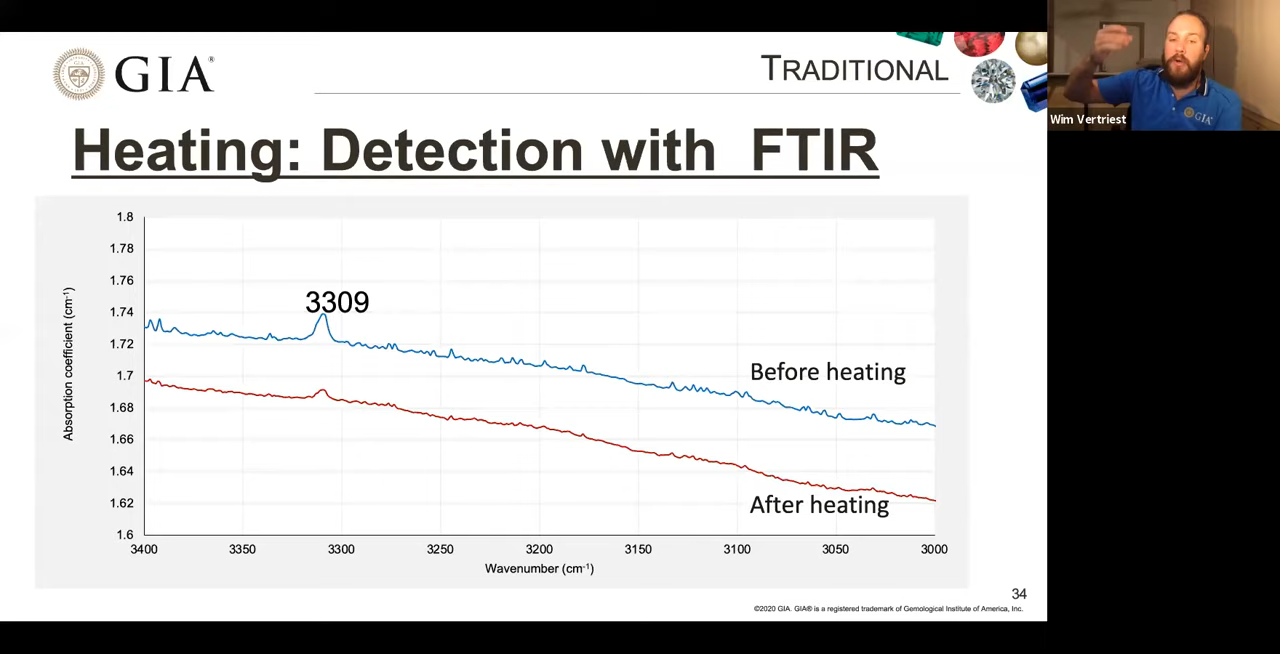 GIA®
TRADITIONAL
Wim Vertriest
GIA
Heating: Detection with FTIR
1.8
1.78
1.76
1.74
1.72
1.7
1.68
1.66
1.64
1.62
1.6
Absorption coefficient (cm-1)
3309
Before heating
After heating
3400 3350 3300 3250 3200 3150 3100 3050 3000
Wavenumber (cm-1)
34
©2020 GIA. GIA® is a registered trademark of Gemological Institute of America, Inc.